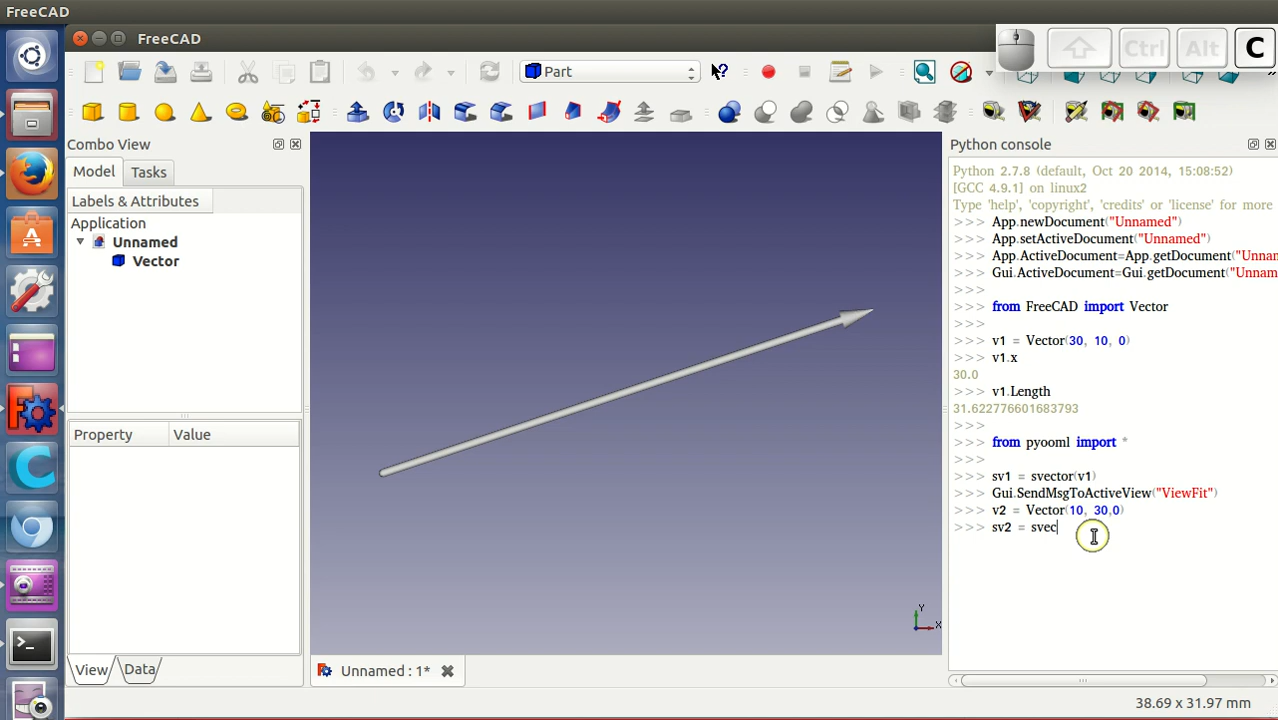 FreeCAD
FreeCAD
Ctrl
Alt
C
Part
Combo View
Python console
Model
Tasks
Labels & Attributes
Application
Unnamed
Vector
Property
Value
View
Data
Python 2.7.8 (default, Oct 20 2014, 15:08:52)
[GCC 4.9.1] on linux2
Type 'help', 'copyright', 'credits' or 'license' for more
>>> App.newDocument("Unnamed")
>>> App.setActiveDocument("Unnamed")
>>> App.ActiveDocument=App.getDocument("Unnam
>>> Gui.ActiveDocument=Gui.getDocument("Unnam
>>>
>>> from FreeCAD import Vector
>>>
>>> v1 = Vector(30, 10, 0)
>>> v1.x
30.0
>>> v1.Length
31.622776601683793
>>>
>>> from pyooml import *
>>>
>>> sv1 = svector(v1)
>>> Gui.SendMsgToActiveView("ViewFit")
>>> v2 = Vector(10, 30,0)
>>> sv2 = svec
Y
X
Unnamed : 1*
38.69 x 31.97 mm